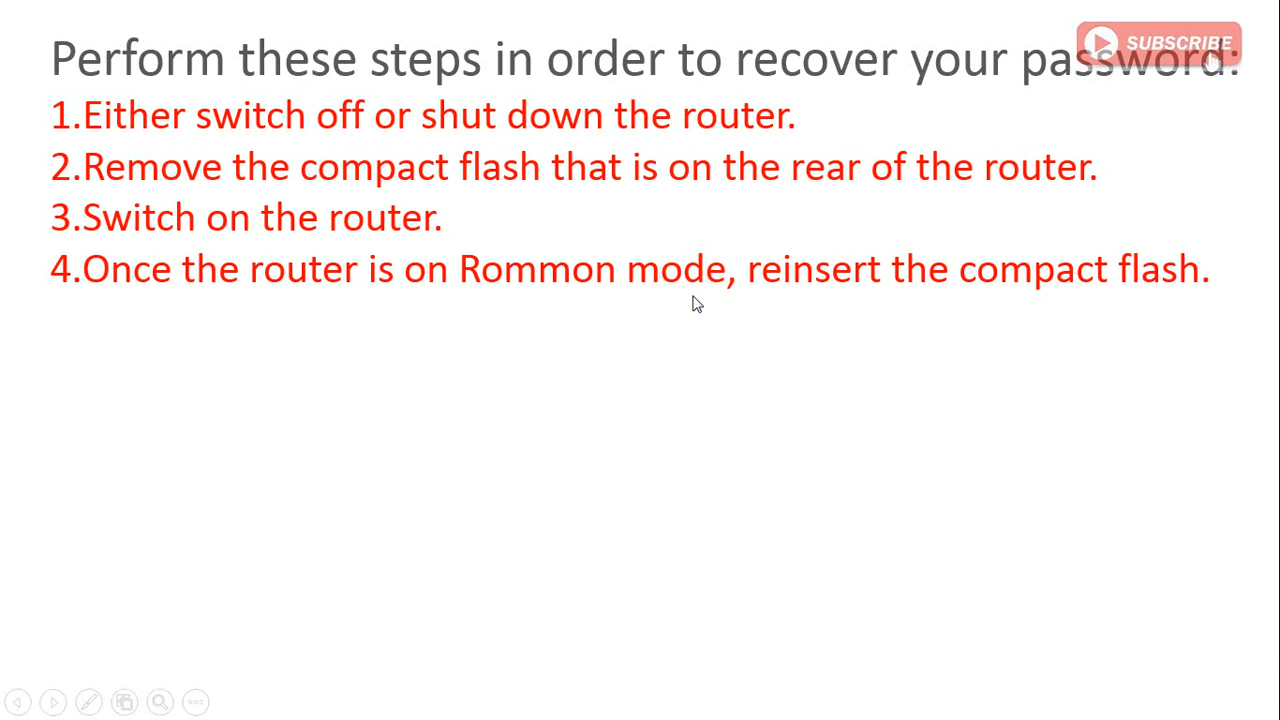 Perform these steps in order to recover your password:
SUBSCRIBE
1.Either switch off or shut down the router.
2.Remove the compact flash that is on the rear of the router.
3.Switch on the router.
4.Once the router is on Rommon mode, reinsert the compact flash.